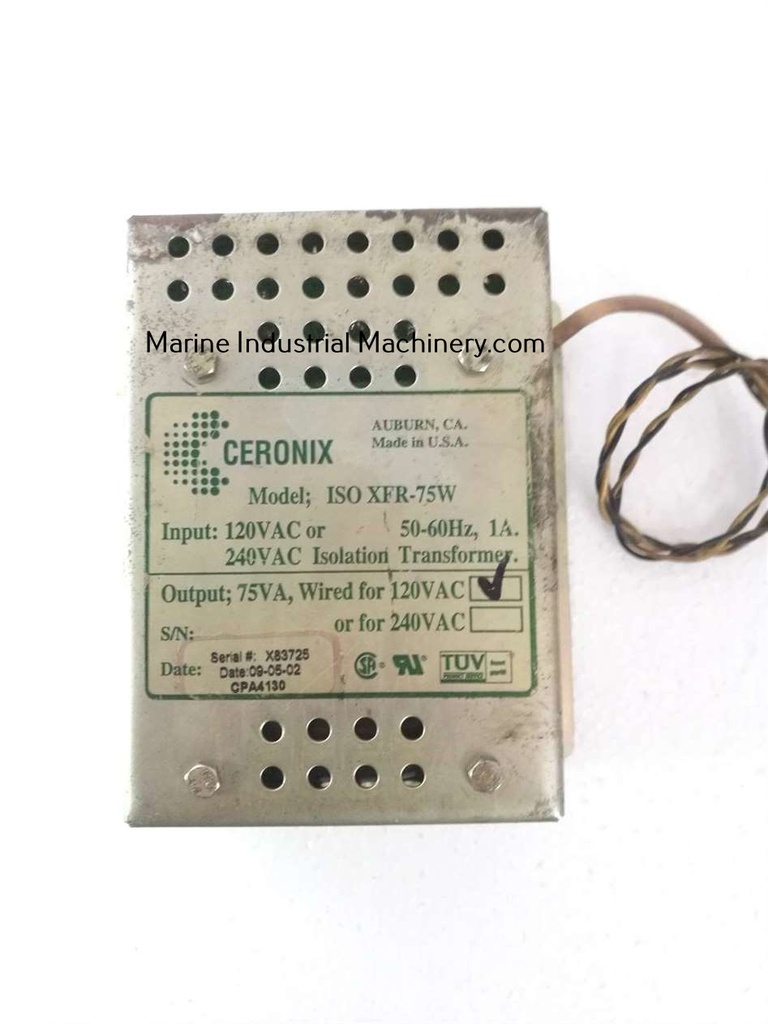 Marine Industrial Machinery.com
CERONIX
AUBURN, CA.
Made in U.S.A.
Model; ISO XFR-75W
Input: 120VAC or 50-60Hz, 1A.
240VAC Isolation Transformer.
Output; 75VA, Wired for 120VAC
or for 240VAC
S/N:
Serial #: X83725
Date: Date:09-05-02
CPA4130
TUV